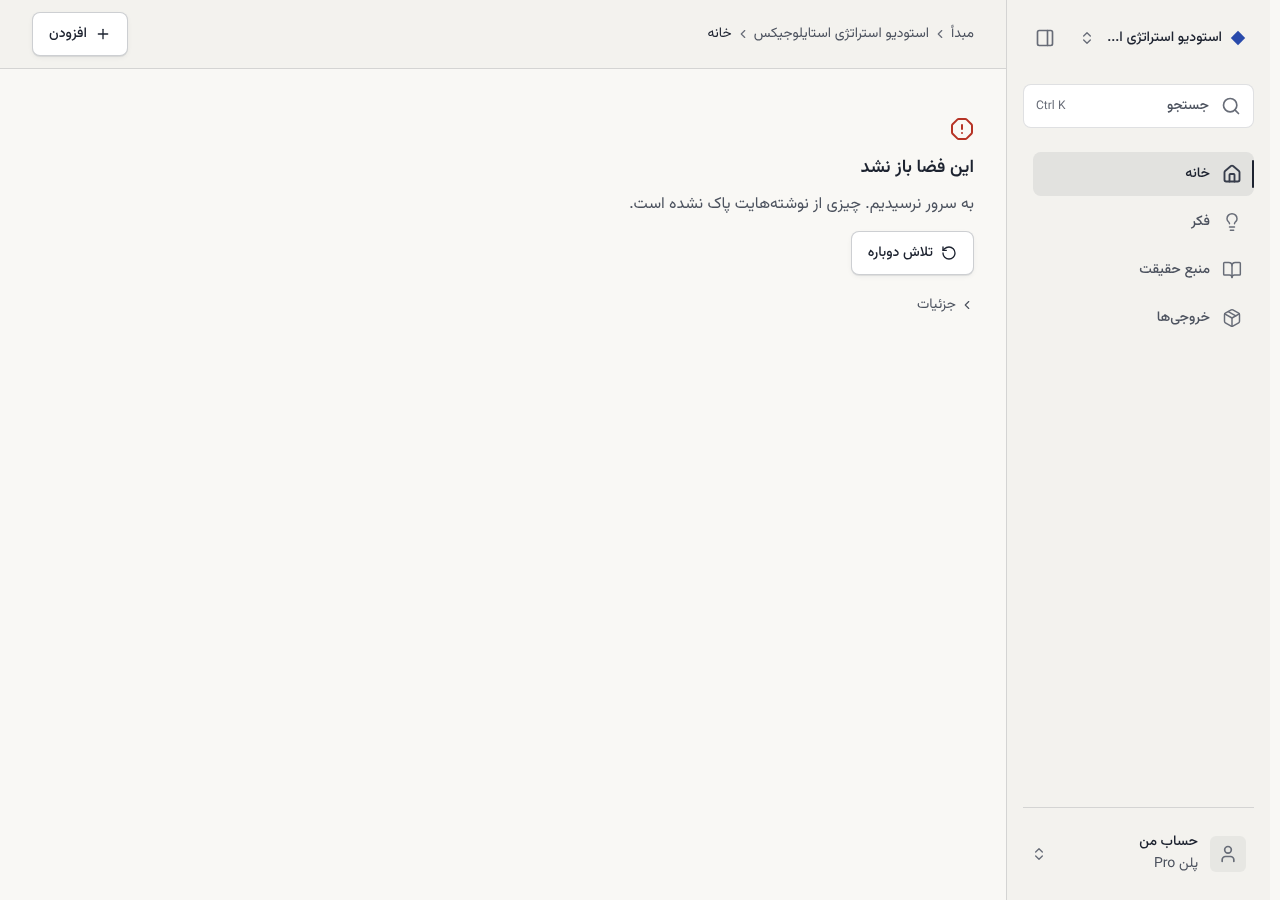 استودیو استراتژی ا...
جستجو
Ctrl K
خانه
فکر
منبع حقیقت
خروجی‌ها
حساب من
پلن Pro
مبدأ › استودیو استراتژی استایلوجیکس › خانه
افزودن
این فضا باز نشد
به سرور نرسیدیم. چیزی از نوشته‌هایت پاک نشده است.
تلاش دوباره
جزئیات